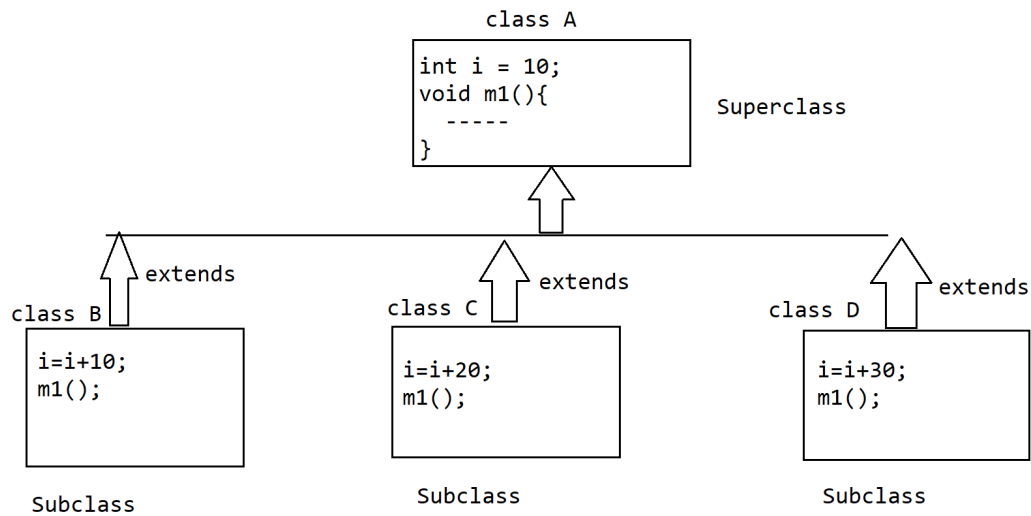 class A
int i = 10;
void m1(){
-----
}
Superclass
extends
extends
extends
class B
class C
class D
i=i+10;
m1();
i=i+20;
m1();
i=i+30;
m1();
Subclass
Subclass
Subclass